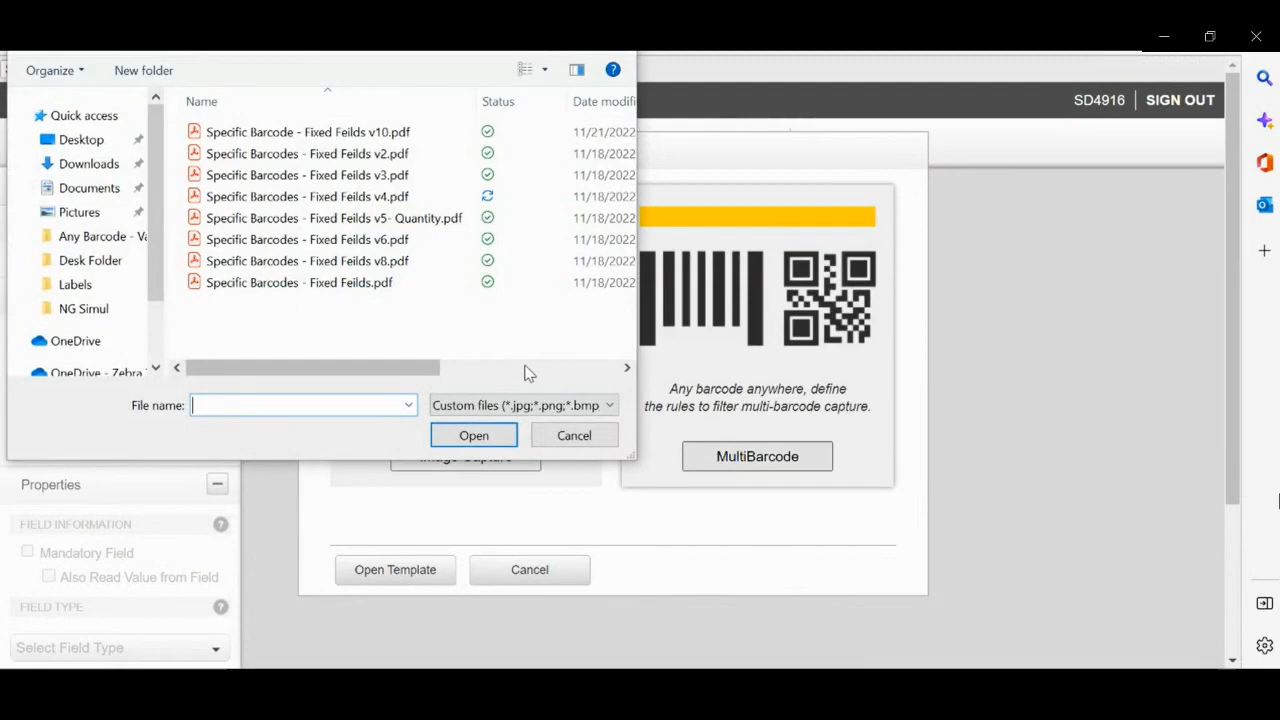 Organize
New folder
Name
Status
Date modifi
Quick access
Desktop
Downloads
Documents
Pictures
Any Barcode - Va
Desk Folder
Labels
NG Simul
OneDrive
OneDrive - Zebra
Specific Barcode - Fixed Feilds v10.pdf 11/21/2022
Specific Barcodes - Fixed Feilds v2.pdf 11/18/2022
Specific Barcodes - Fixed Feilds v3.pdf 11/18/2022
Specific Barcodes - Fixed Feilds v4.pdf 11/18/2022
Specific Barcodes - Fixed Feilds v5- Quantity.pdf 11/18/2022
Specific Barcodes - Fixed Feilds v6.pdf 11/18/2022
Specific Barcodes - Fixed Feilds v8.pdf 11/18/2022
Specific Barcodes - Fixed Feilds.pdf 11/18/2022
File name:
Custom files (*.jpg;*.png;*.bmp
Open
Cancel
SD4916
SIGN OUT
Any barcode anywhere, define
the rules to filter multi-barcode capture.
Image Capture
MultiBarcode
Open Template
Cancel
Properties
FIELD INFORMATION
Mandatory Field
Also Read Value from Field
FIELD TYPE
Select Field Type